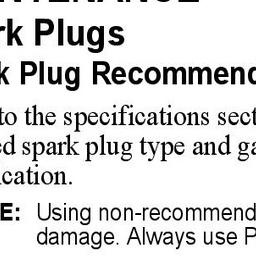 rk Plugs
k Plug Recommend
to the specifications sect
ed spark plug type and ga
ication.
E: Using non-recommend
damage. Always use P